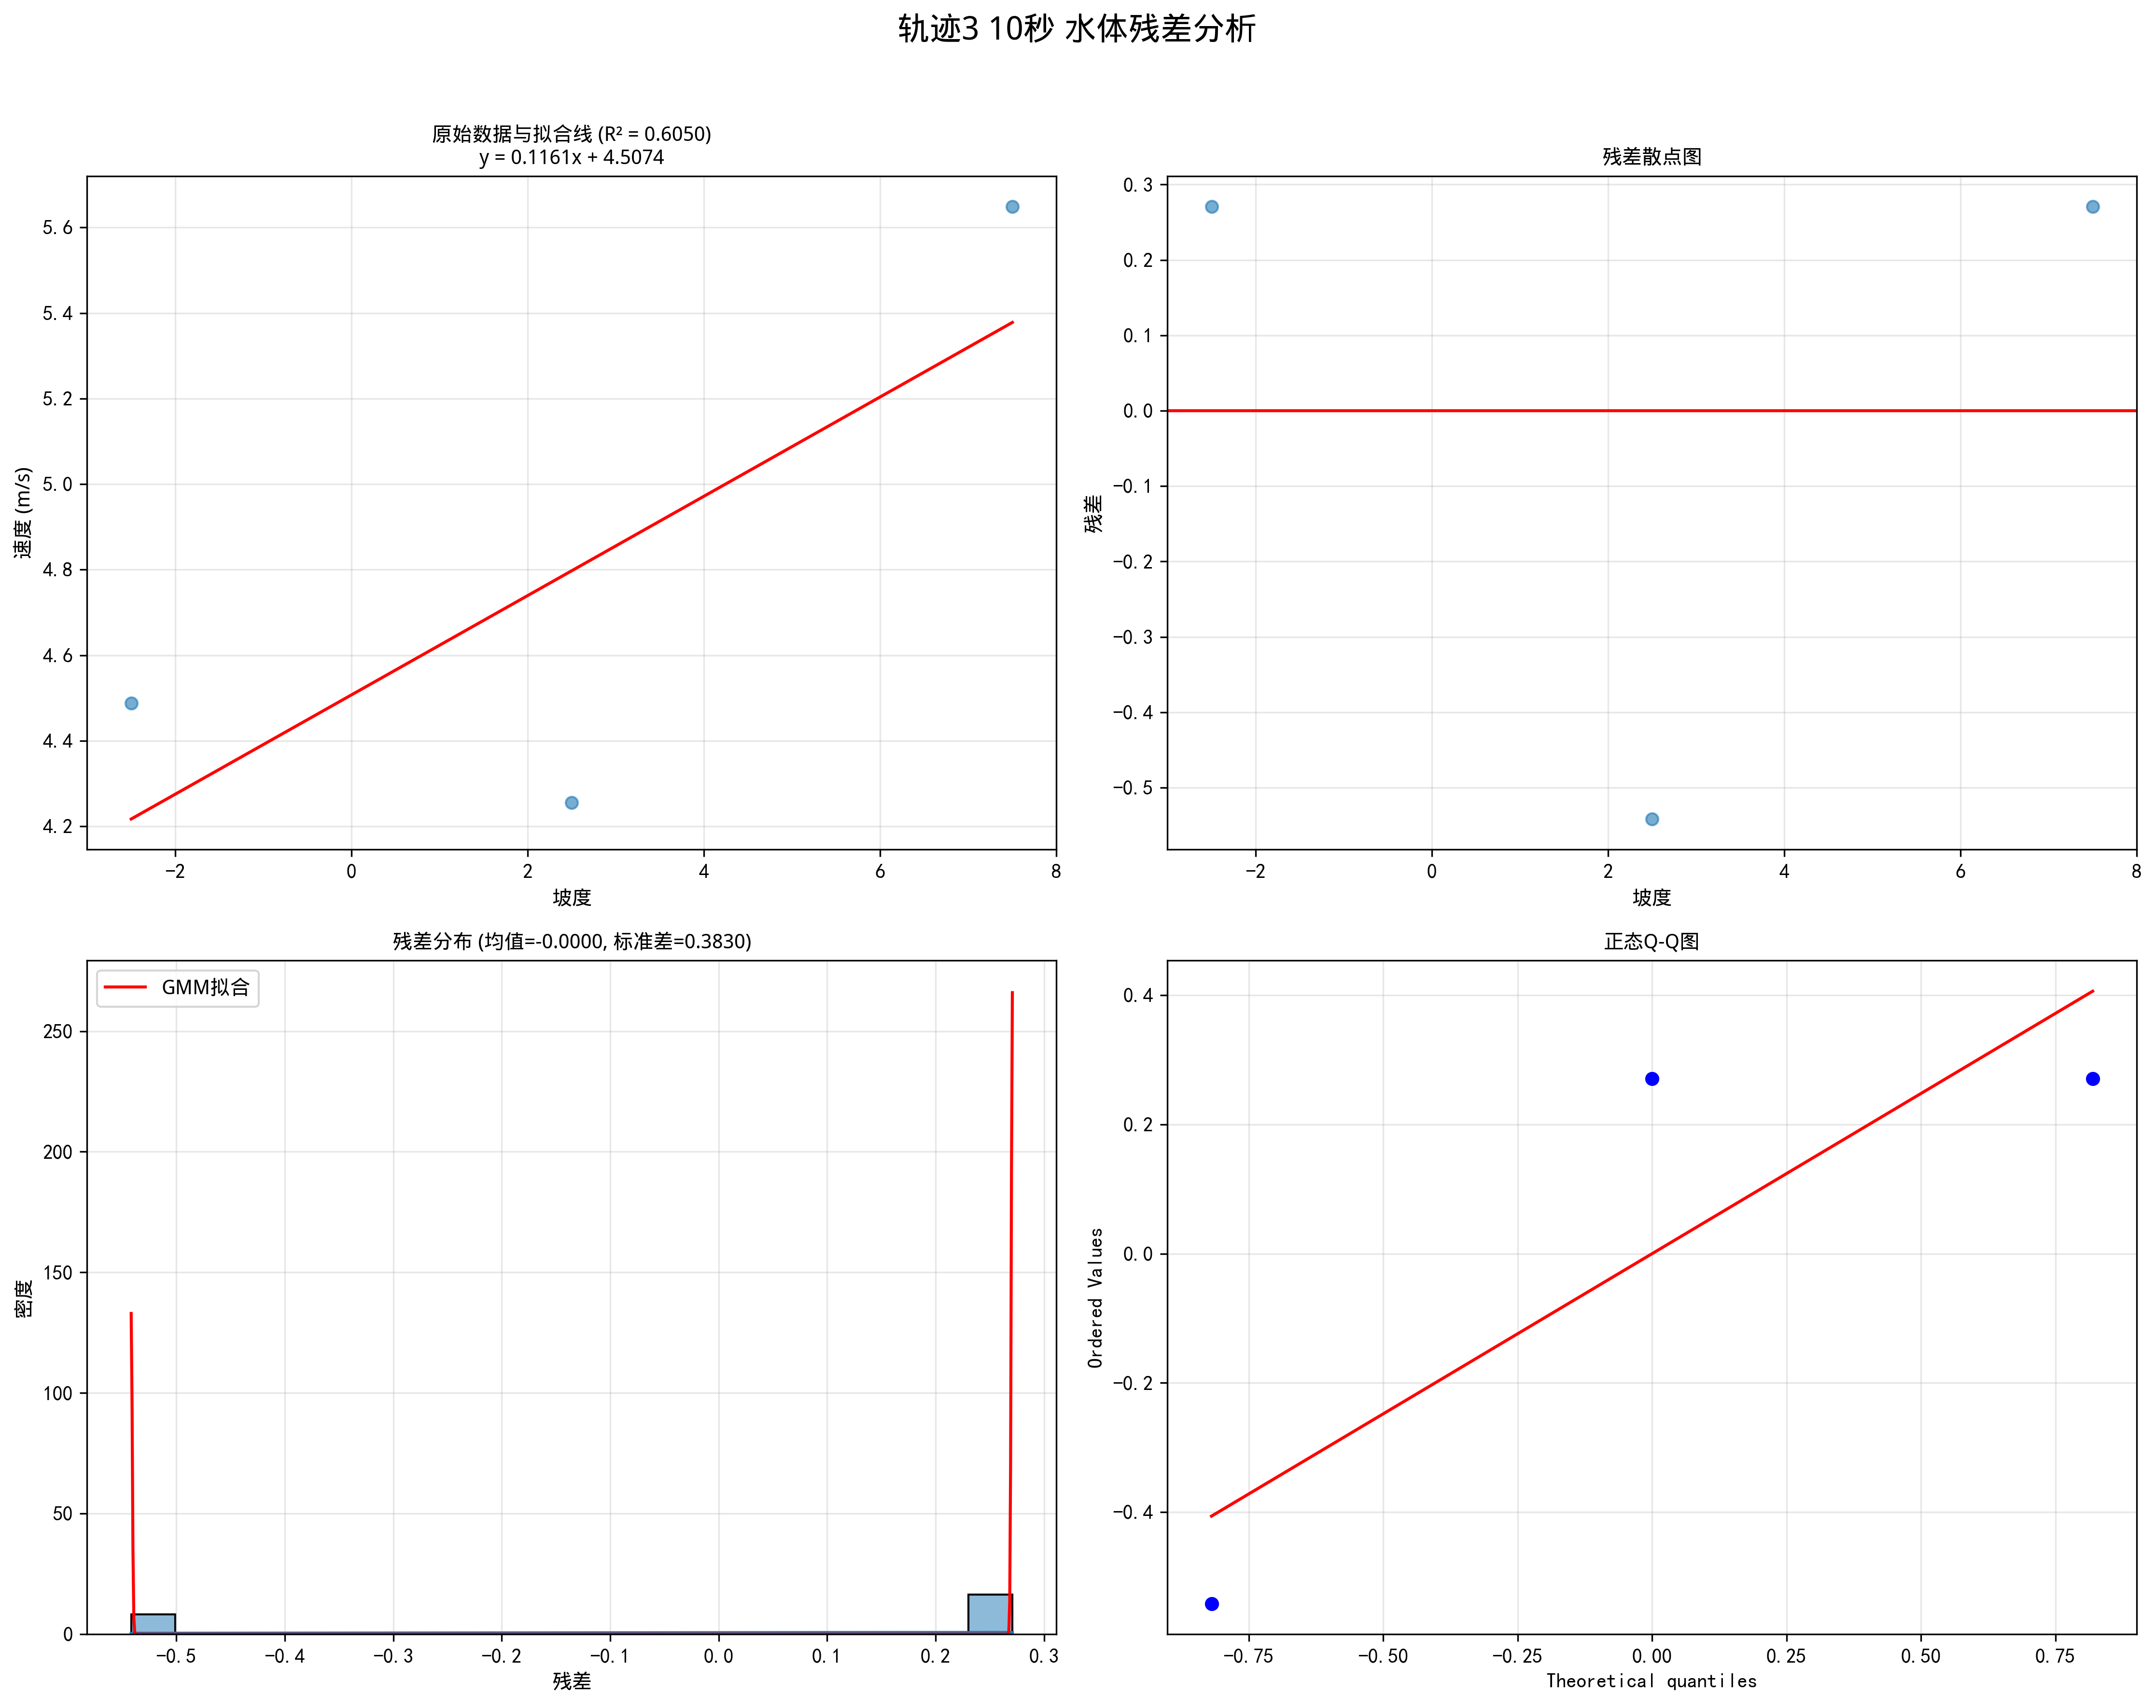 轨迹3 10秒 水体残差分析
原始数据与拟合线 (R² = 0.6050)
y = 0.1161x + 4.5074
5.6
5.4
5.2
5.0
4.8
4.6
4.4
4.2
速度 (m/s)
−2 0 2 4 6 8
坡度
残差散点图
0.3
0.2
0.1
0.0
−0.1
−0.2
−0.3
−0.4
−0.5
残差
−2 0 2 4 6 8
坡度
残差分布 (均值=-0.0000, 标准差=0.3830)
GMM拟合
250
200
150
100
50
0
密度
−0.5 −0.4 −0.3 −0.2 −0.1 0.0 0.1 0.2 0.3
残差
正态Q-Q图
0.4
0.2
0.0
−0.2
−0.4
Ordered Values
−0.75 −0.50 −0.25 0.00 0.25 0.50 0.75
Theoretical quantiles